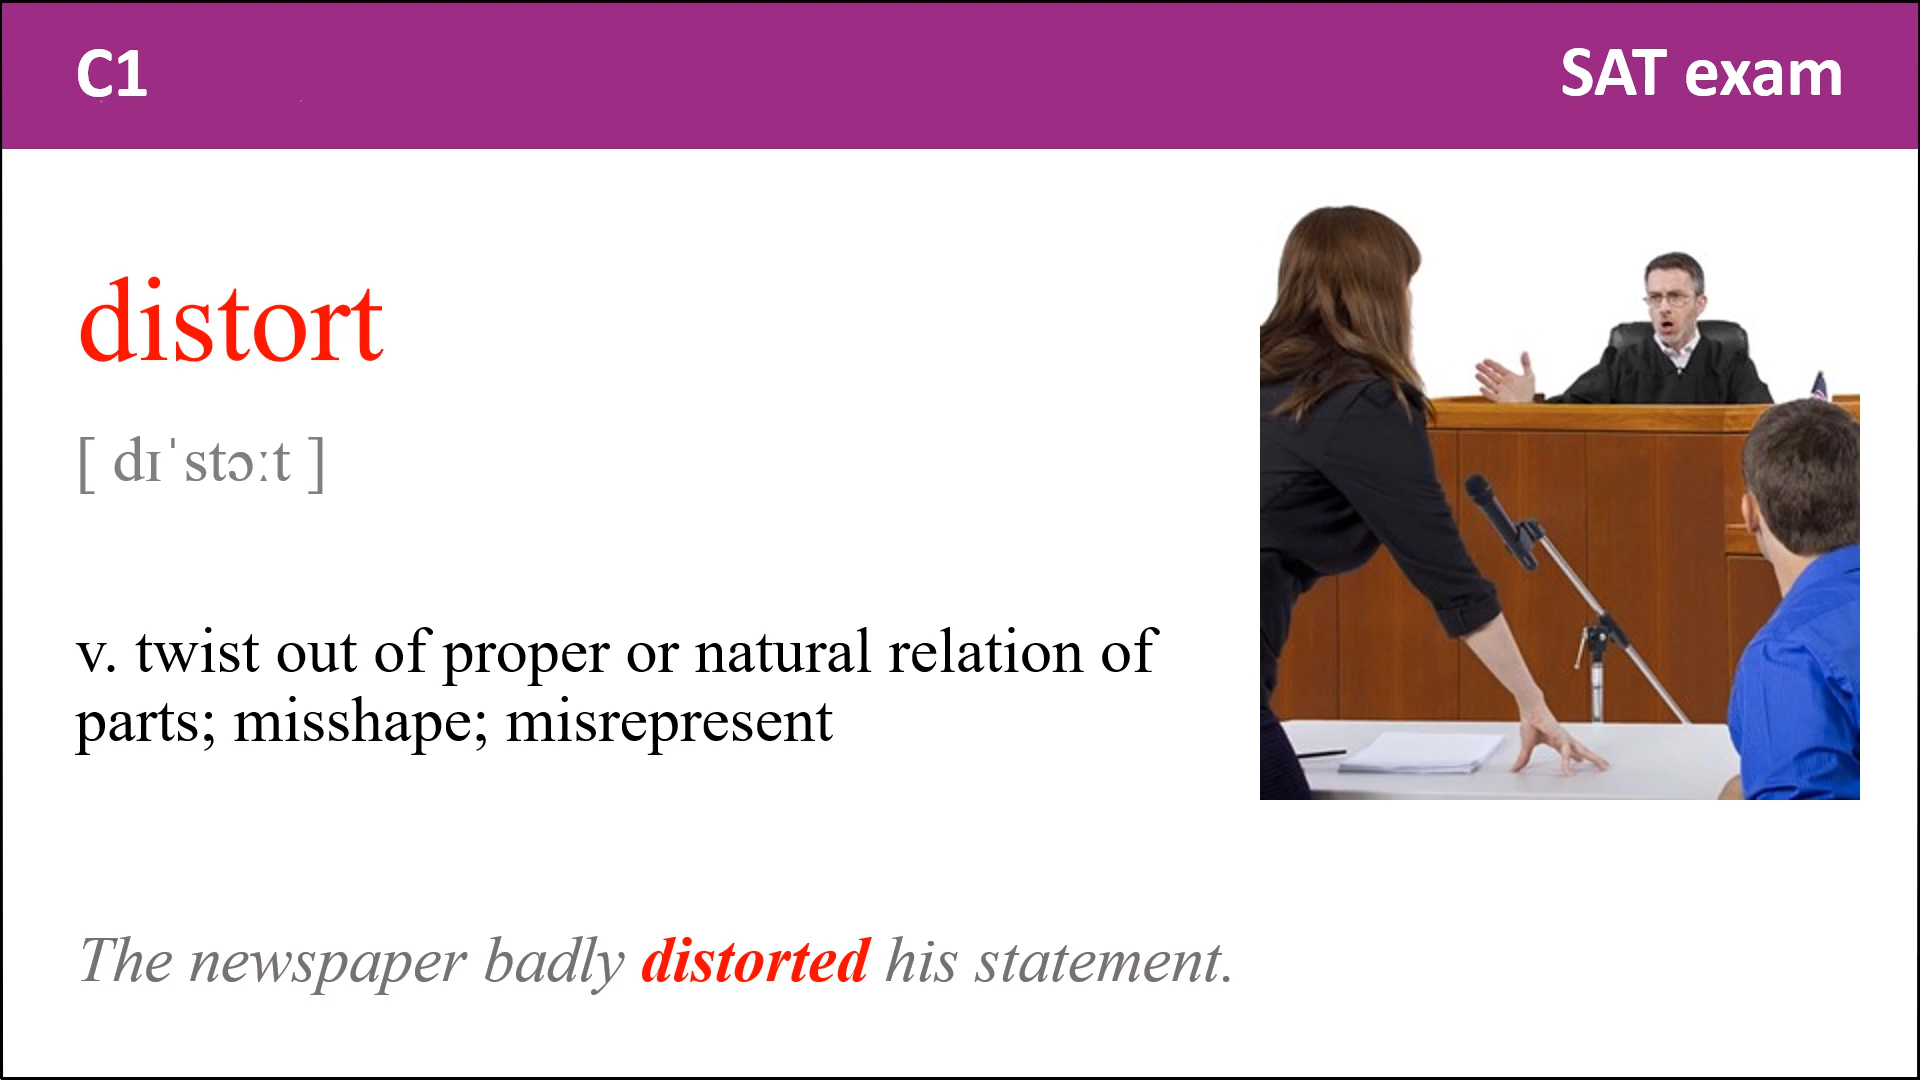 C1
SAT exam
distort
[ dɪˈstɔːt ]
v. twist out of proper or natural relation of
parts; misshape; misrepresent
The newspaper badly distorted his statement.